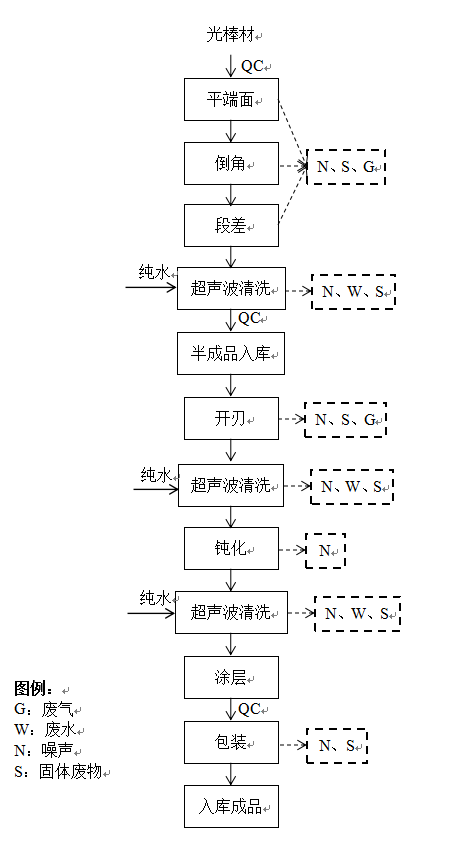 光棒材
QC
平端面
倒角
N、S、G
段差
纯水
超声波清洗
N、W、S
QC
半成品入库
开刃
N、S、G
纯水
超声波清洗
N、W、S
钝化
N
纯水
超声波清洗
N、W、S
涂层
QC
包装
N、S
入库成品
图例：
G：废气
W：废水
N：噪声
S：固体废物